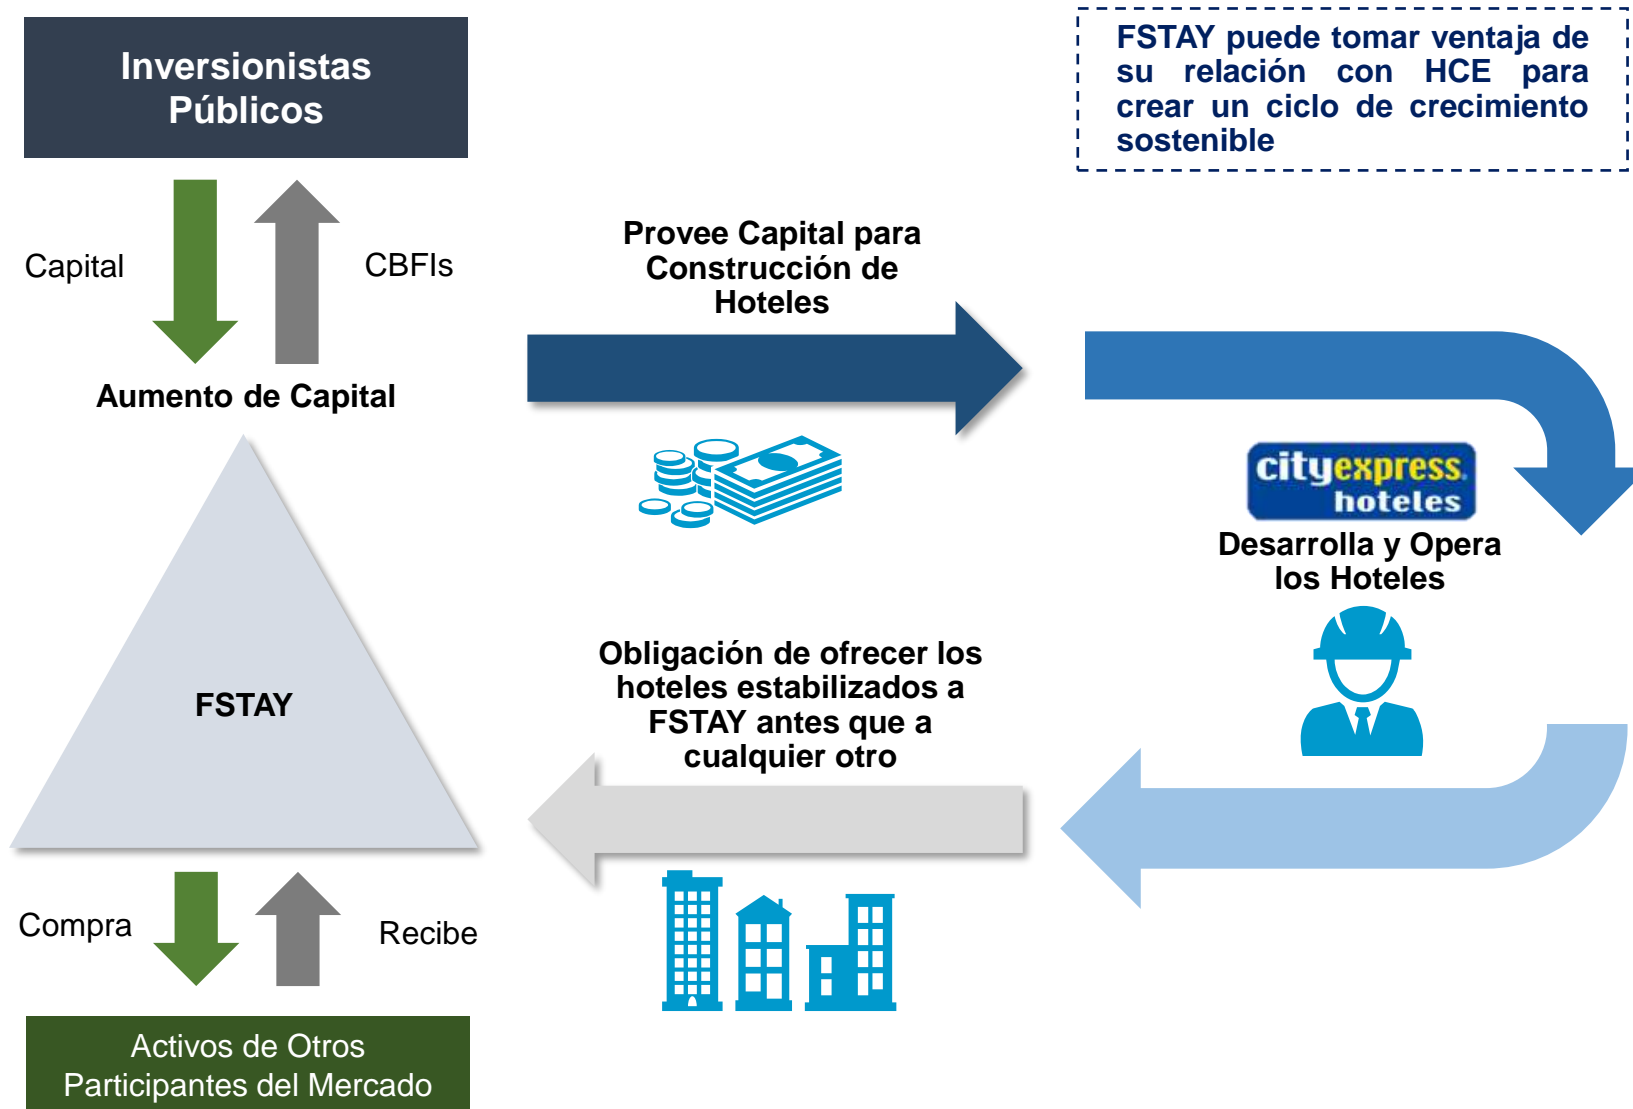 Inversionistas
Públicos
FSTAY puede tomar ventaja de
su relación con HCE para
crear un ciclo de crecimiento
sostenible
Capital
CBFIs
Provee Capital para
Construcción de
Hoteles
Aumento de Capital
cityexpress.
hoteles
Desarrolla y Opera
los Hoteles
Obligación de ofrecer los
hoteles estabilizados a
FSTAY antes que a
cualquier otro
FSTAY
Compra
Recibe
Activos de Otros
Participantes del Mercado